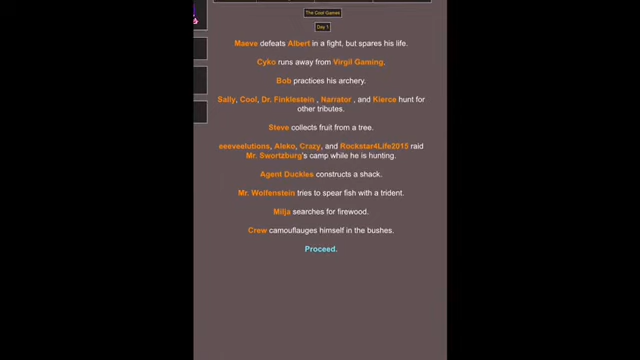 The Cool Games
Day 1
Maeve defeats Albert in a fight, but spares his life.
Cyko runs away from Virgil Gaming.
Bob practices his archery.
Sally, Cool, Dr. Finklestein , Narrator , and Kierce hunt for
other tributes.
Steve collects fruit from a tree.
eeeveelutions, Aleko, Crazy, and Rockstar4Life2015 raid
Mr. Swortzburg's camp while he is hunting.
Agent Duckles constructs a shack.
Mr. Wolfenstein tries to spear fish with a trident.
Milja searches for firewood.
Crew camouflauges himself in the bushes.
Proceed.